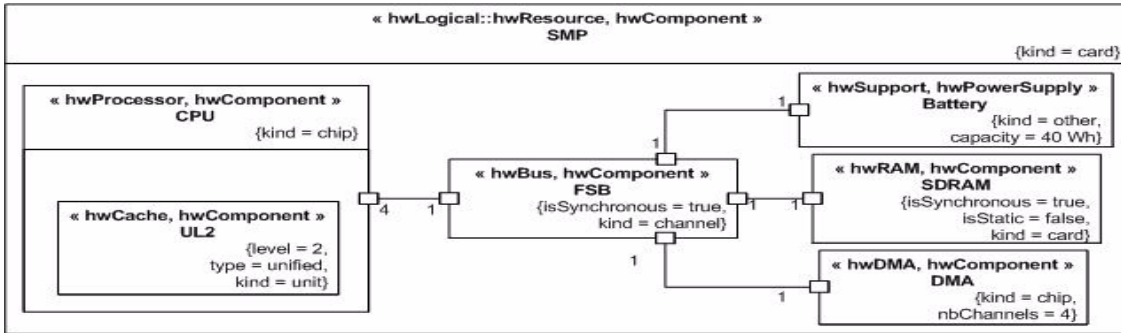 « hwLogical::hwResource, hwComponent »
SMP
{kind = card}
« hwProcessor, hwComponent »
CPU
{kind = chip}
« hwCache, hwComponent »
UL2
{level = 2,
type = unified,
kind = unit}
4
1
« hwBus, hwComponent »
FSB
{isSynchronous = true,
kind = channel}
1
1
« hwSupport, hwPowerSupply »
Battery
{kind = other,
capacity = 40 Wh}
1
1
« hwRAM, hwComponent »
SDRAM
{isSynchronous = true,
isStatic = false,
kind = card}
1
1
« hwDMA, hwComponent »
DMA
{kind = chip,
nbChannels = 4}